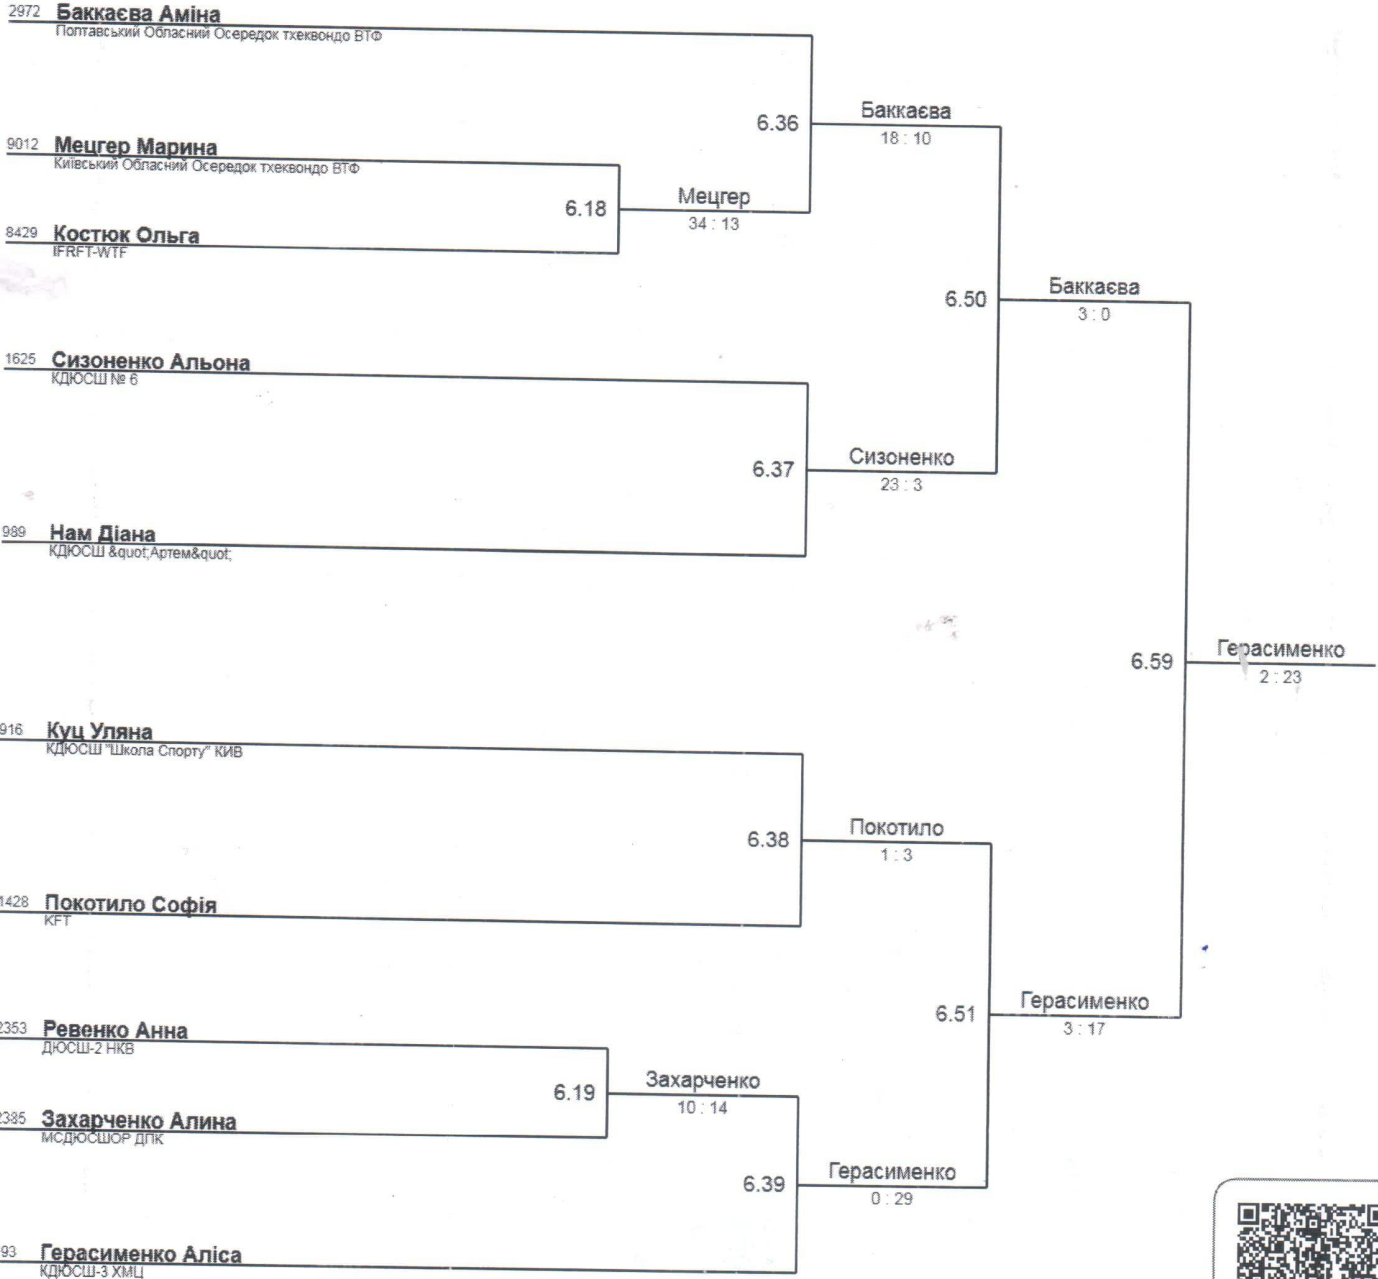 2972 Баккаєва Аміна
Полтавський Обласний Осередок тхеквондо ВТФ
6.36
Баккаєва
18 : 10
9012 Мецгер Марина
Київський Обласний Осередок тхеквондо ВТФ
6.18
Мецгер
34 : 13
8429 Костюк Ольга
IFRFT-WTF
6.50
Баккаєва
3 : 0
1625 Сизоненко Альона
КДЮСШ № 6
6.37
Сизоненко
23 : 3
989 Нам Діана
КДЮСШ &quot;Артем&quot;
6.59
Герасименко
2 : 23
916 Куц Уляна
КДЮСШ "Школа Спорту" КИВ
6.38
Покотило
1 : 3
1428 Покотило Софія
KFT
6.51
Герасименко
3 : 17
2353 Ревенко Анна
ДЮСШ-2 НКВ
6.19
Захарченко
10 : 14
2385 Захарченко Алина
МСДЮСШОР ДПК
6.39
Герасименко
0 : 29
93 Герасименко Аліса
КДЮСШ-3 ХМЦ